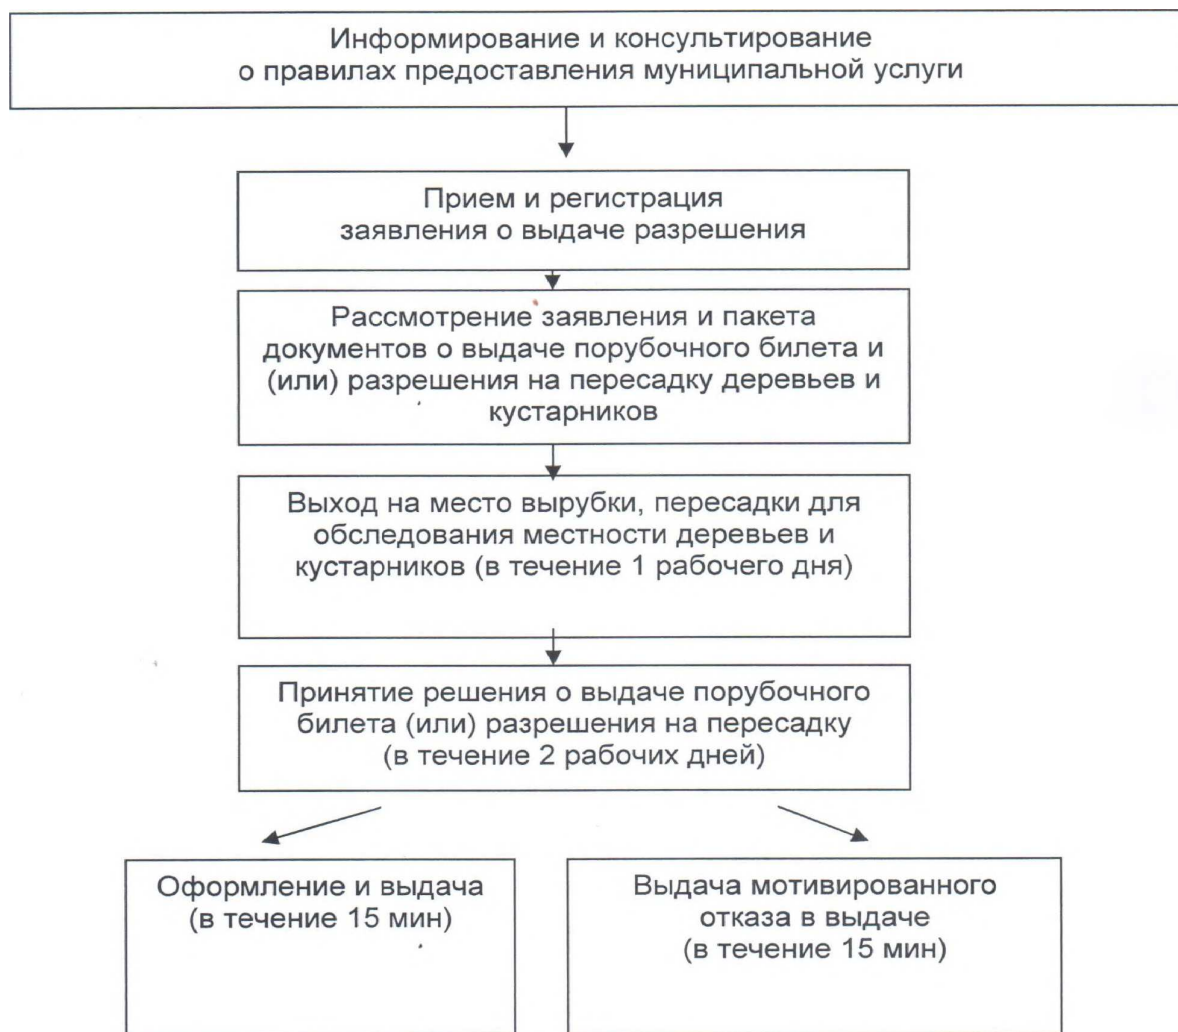 Информирование и консультирование
о правилах предоставления муниципальной услуги
Прием и регистрация
заявления о выдаче разрешения
Рассмотрение заявления и пакета
документов о выдаче порубочного билета и
(или) разрешения на пересадку деревьев и
кустарников
Выход на место вырубки, пересадки для
обследования местности деревьев и
кустарников (в течение 1 рабочего дня)
Принятие решения о выдаче порубочного
билета (или) разрешения на пересадку
(в течение 2 рабочих дней)
Оформление и выдача
(в течение 15 мин)
Выдача мотивированного
отказа в выдаче
(в течение 15 мин)